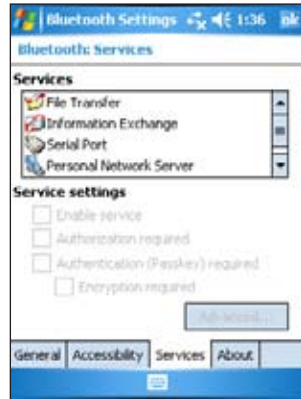 Bluetooth Settings 1:36 ok
Bluetooth: Services
Services
File Transfer
Information Exchange
Serial Port
Personal Network Server
Service settings
Enable service
Authorization required
Authentication (Passkey) required
Encryption required
Advanced...
General Accessibility Services About